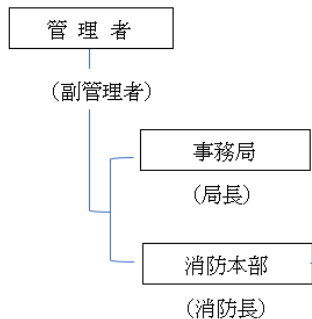 管 理 者
（副管理者）
事務局
（局長）
消防本部
（消防長）